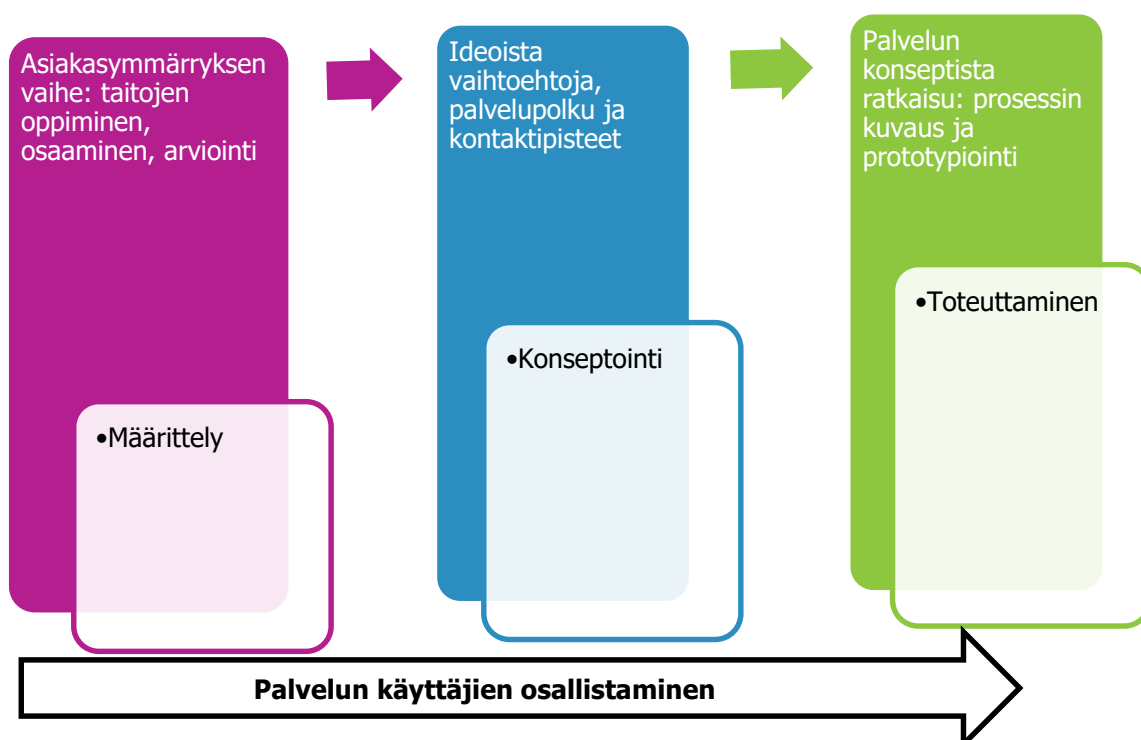 Asiakasymmärryksen
vaihe: taitojen
oppiminen,
osaaminen, arviointi
•Määrittely
Ideoista
vaihtoehtoja,
palvelupolku ja
kontaktipisteet
•Konseptointi
Palvelun
konseptista
ratkaisu: prosessin
kuvaus ja
prototypiointi
•Toteuttaminen
Palvelun käyttäjien osallistaminen